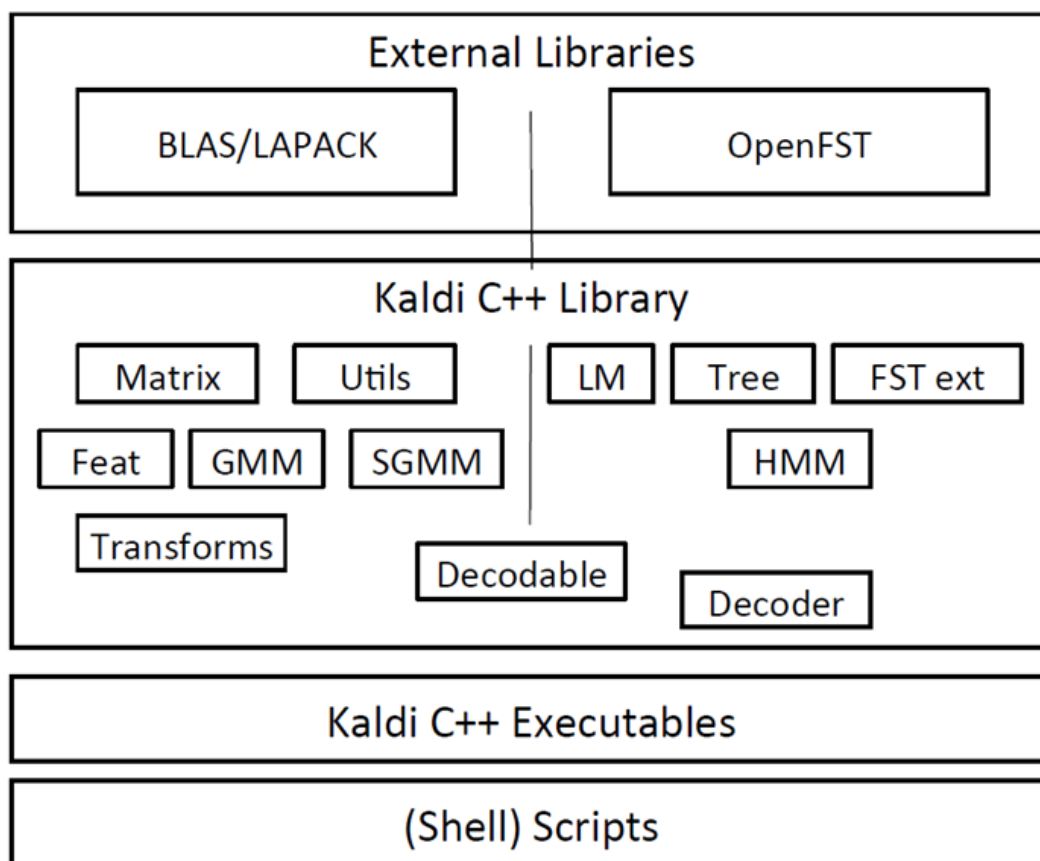 External Libraries
BLAS/LAPACK OpenFST
Kaldi C++ Library
Matrix Utils LM Tree FST ext
Feat GMM SGMM HMM
Transforms
Decodable
Decoder
Kaldi C++ Executables
(Shell) Scripts